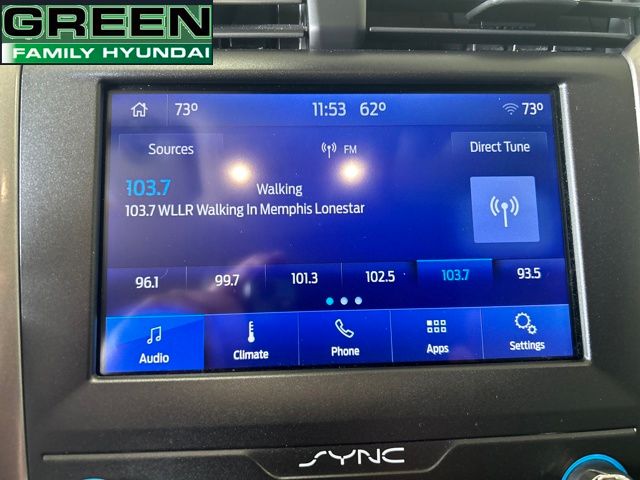 GREEN
FAMILY HYUNDAI
73° 11:53 62° 73°
Sources FM Direct Tune
103.7 Walking
103.7 WLLR Walking In Memphis Lonestar
96.1 99.7 101.3 102.5 103.7 93.5
Audio Climate Phone Apps Settings
SYNC